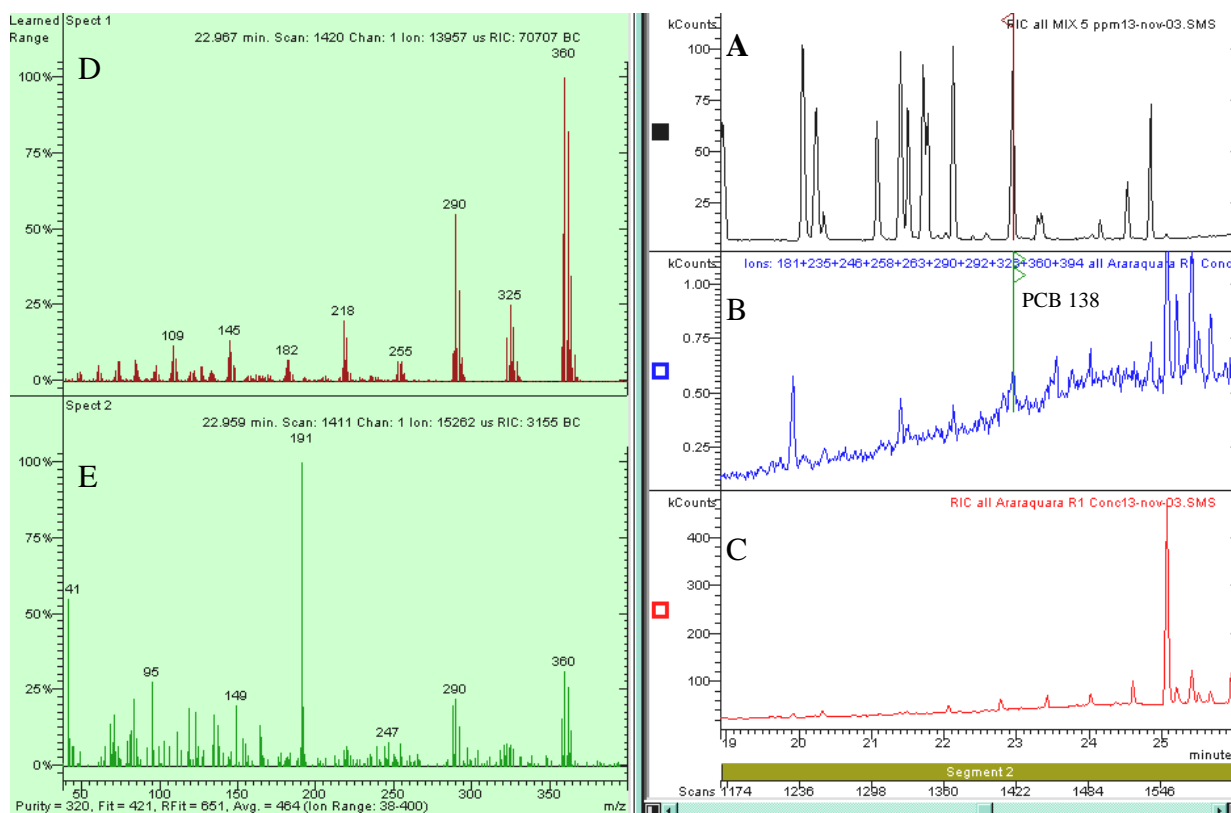 Learned
Range
Spect 1
22.967 min. Scan: 1420 Chan: 1 Ion: 13957 us RIC: 70707 BC
D
360
100%
75%
290
50%
325
25%
218
145
109
182
255
0%
Spect 2
22.959 min. Scan: 1411 Chan: 1 Ion: 15262 us RIC: 3155 BC
191
E
100%
75%
41
50%
360
95
290
25%
149
247
0%
50 100 150 200 250 300 350
Purity = 320, Fit = 421, RFit = 651, Avg. = 464 (Ion Range: 38-400) m/z
kCounts
RIC all MIX 5 ppm13-nov-03.SMS
A
100
75
50
25
kCounts
Ions: 181+235+246+258+263+290+292+326+360+394 all Araraquara R1 Conc
B
PCB 138
1.00
0.75
0.50
0.25
kCounts
RIC all Araraquara R1 Conc13-nov-03.SMS
C
400
300
200
100
19 20 21 22 23 24 25
minute
Segment 2
Scans 1174 1236 1298 1360 1422 1484 1546